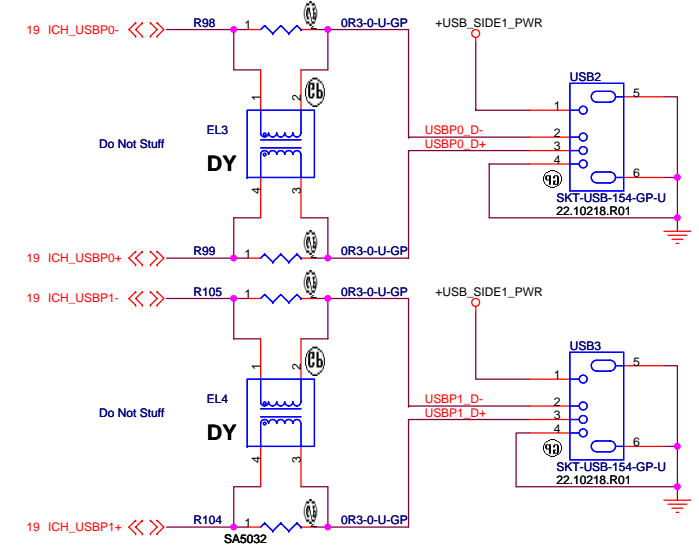 19 ICH_USBP0- R98 1 0R3-0-U-GP
+USB_SIDE1_PWR
USB2
1 2
5
1
Do Not Stuff EL3
DY
USBP0_D- 2
USBP0_D+ 3
4
6
4 3
SKT-USB-154-GP-U
22.10218.R01
19 ICH_USBP0+ R99 1 0R3-0-U-GP
19 ICH_USBP1- R105 1 0R3-0-U-GP
+USB_SIDE1_PWR
USB3
1 2
5
1
Do Not Stuff EL4
DY
USBP1_D- 2
USBP1_D+ 3
4
6
4 3
SKT-USB-154-GP-U
22.10218.R01
19 ICH_USBP1+ R104 1 0R3-0-U-GP
SA5032